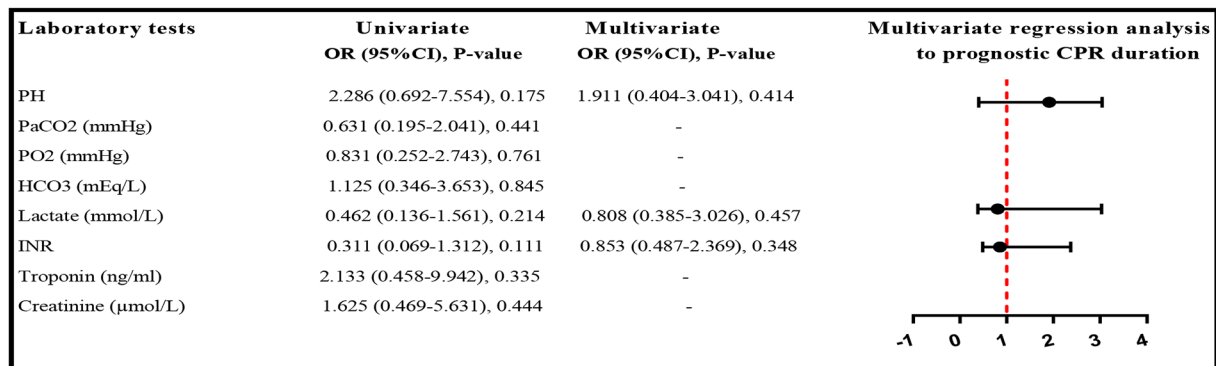 Laboratory tests Univariate Multivariate Multivariate regression analysis
OR (95%CI), P-value OR (95%CI), P-value to prognostic CPR duration
PH 2.286 (0.692-7.554), 0.175 1.911 (0.404-3.041), 0.414
PaCO2 (mmHg) 0.631 (0.195-2.041), 0.441 -
PO2 (mmHg) 0.831 (0.252-2.743), 0.761 -
HCO3 (mEq/L) 1.125 (0.346-3.653), 0.845 -
Lactate (mmol/L) 0.462 (0.136-1.561), 0.214 0.808 (0.385-3.026), 0.457
INR 0.311 (0.069-1.312), 0.111 0.853 (0.487-2.369), 0.348
Troponin (ng/ml) 2.133 (0.458-9.942), 0.335 -
Creatinine (μmol/L) 1.625 (0.469-5.631), 0.444 -
-1 0 1 2 3 4